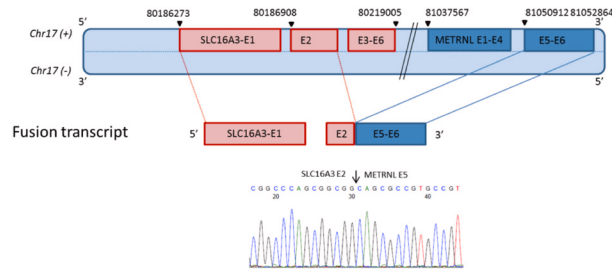 5′ 80186273 80186908 80219005 81037567 81050912 81052864 5′
Chr17 (+) SLC16A3-E1 E2 E3-E6 METRNL E1-E4 E5-E6
Chr17 (-)
3′ 3′
Fusion transcript 5′ SLC16A3-E1 E2 E5-E6 3′
SLC16A3 E2 METRNL E5
C G G C C C A G C G G C G G C A G C G C C G T G C C G T
20 30 40